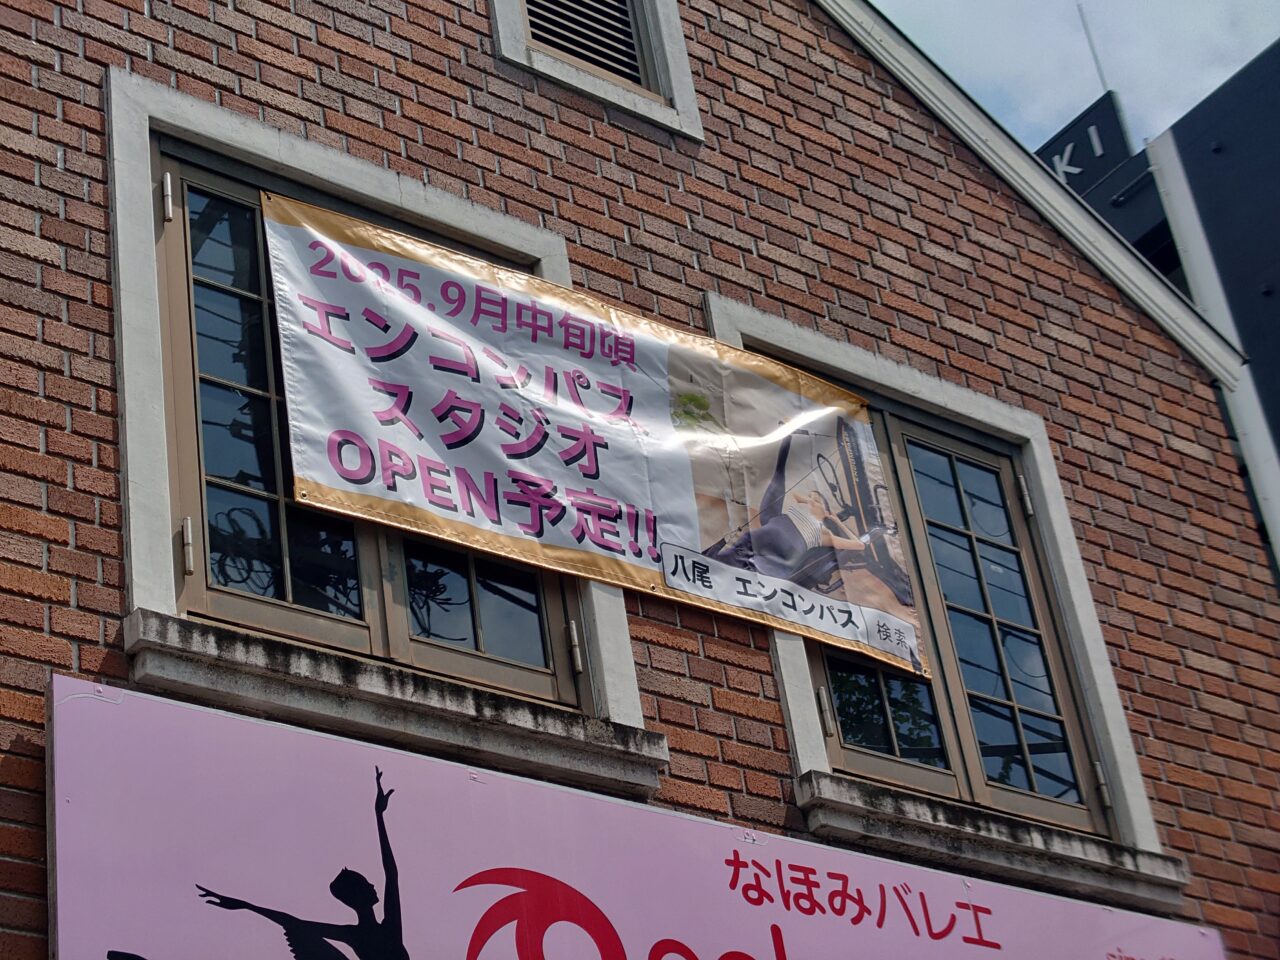 KI
2025.9月中旬頃
エンコンパス
スタジオ
OPEN予定!!
八尾 エンコンパス 検索
なほみバレエ